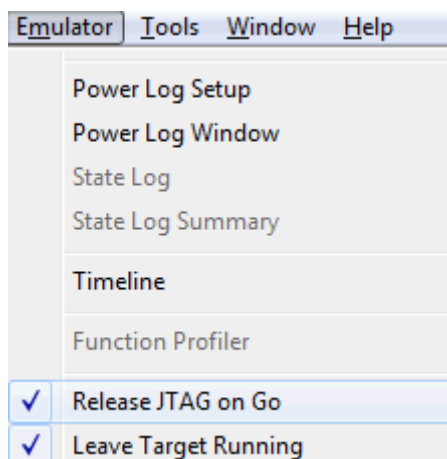 Emulator Tools Window Help
Power Log Setup
Power Log Window
State Log
State Log Summary
Timeline
Function Profiler
Release JTAG on Go
Leave Target Running